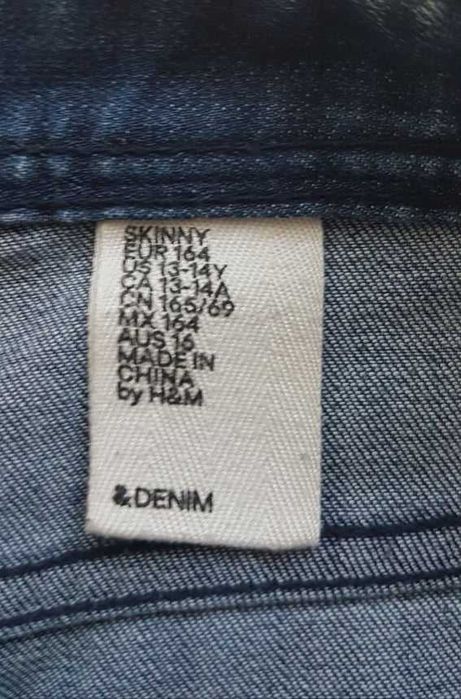 SKINNY
EUR 164
US 13-14Y
CA 13-14A
CN 165/69
MX 164
AUS 16
MADE IN
CHINA
by H&M
&DENIM